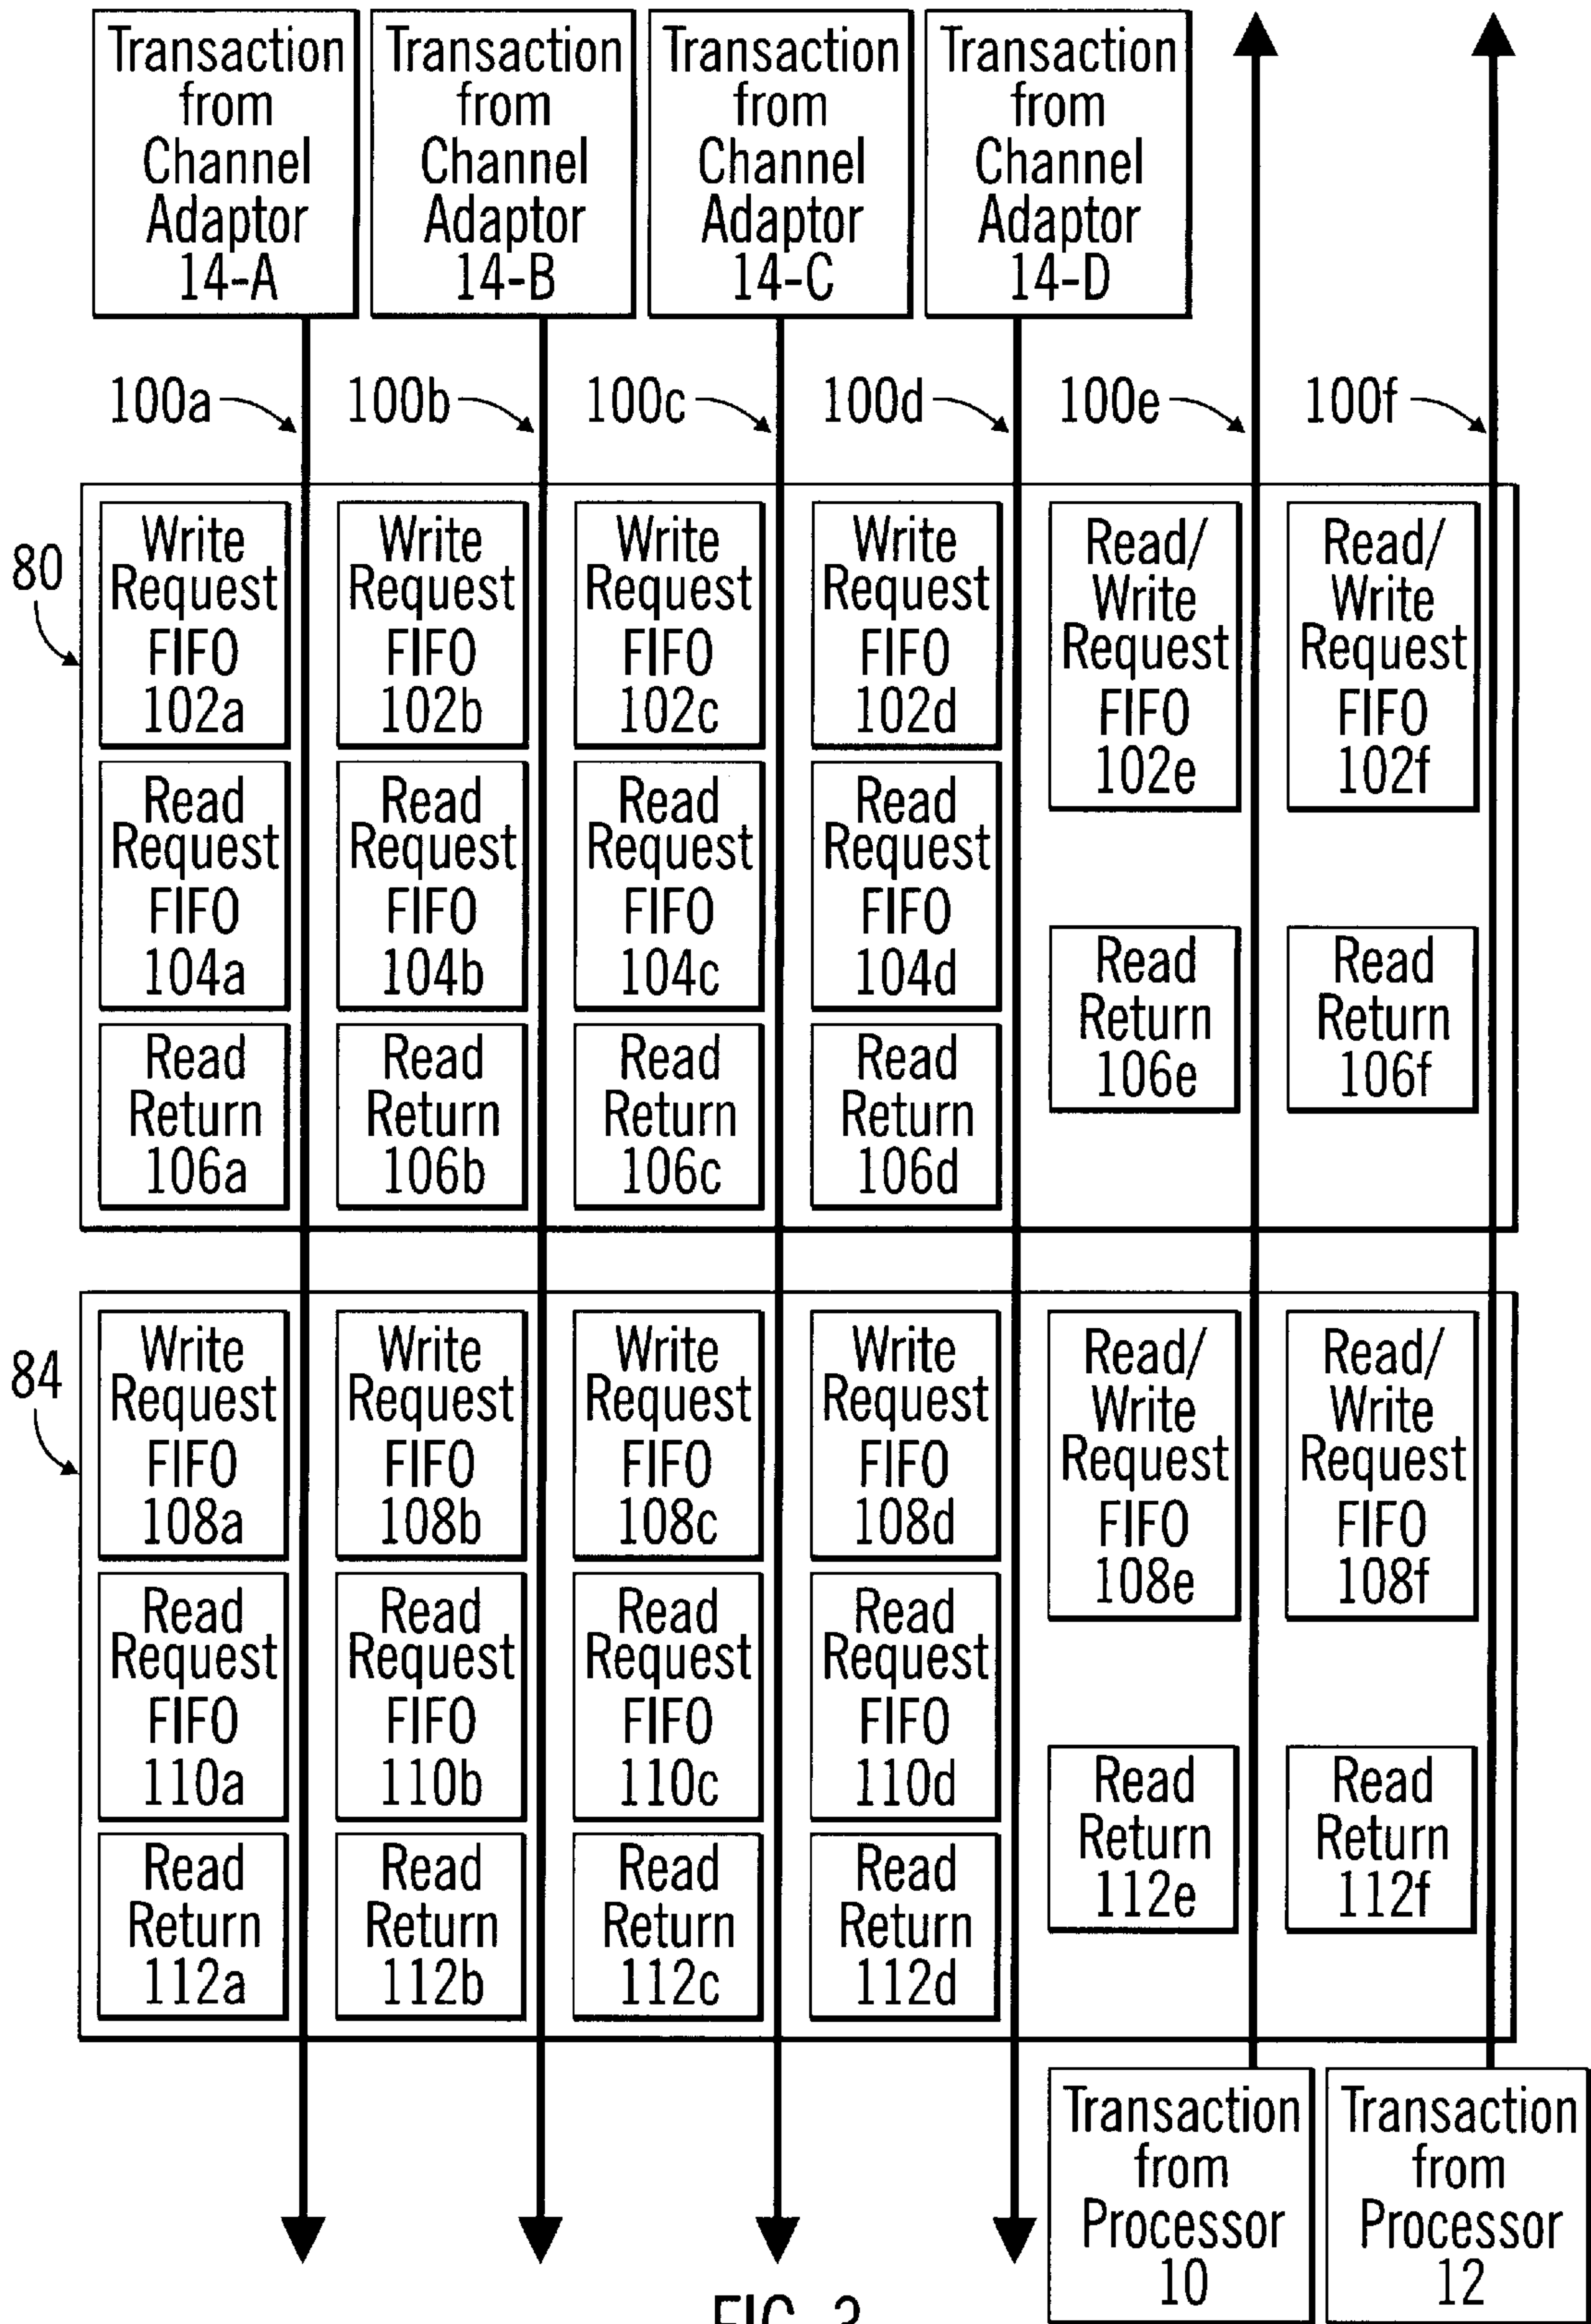 Transaction
from
Channel
Adaptor
14-A
Transaction
from
Channel
Adaptor
14-B
Transaction
from
Channel
Adaptor
14-C
Transaction
from
Channel
Adaptor
14-D
100a
100b
100c
100d
100e
100f
80
Write
Request
FIFO
102a
Write
Request
FIFO
102b
Write
Request
FIFO
102c
Write
Request
FIFO
102d
Read/
Write
Request
FIFO
102e
Read/
Write
Request
FIFO
102f
Read
Request
FIFO
104a
Read
Request
FIFO
104b
Read
Request
FIFO
104c
Read
Request
FIFO
104d
Read
Return
106a
Read
Return
106b
Read
Return
106c
Read
Return
106d
Read
Return
106e
Read
Return
106f
84
Write
Request
FIFO
108a
Write
Request
FIFO
108b
Write
Request
FIFO
108c
Write
Request
FIFO
108d
Read/
Write
Request
FIFO
108e
Read/
Write
Request
FIFO
108f
Read
Request
FIFO
110a
Read
Request
FIFO
110b
Read
Request
FIFO
110c
Read
Request
FIFO
110d
Read
Return
112a
Read
Return
112b
Read
Return
112c
Read
Return
112d
Read
Return
112e
Read
Return
112f
Transaction
from
Processor
10
Transaction
from
Processor
12
FIG. 3